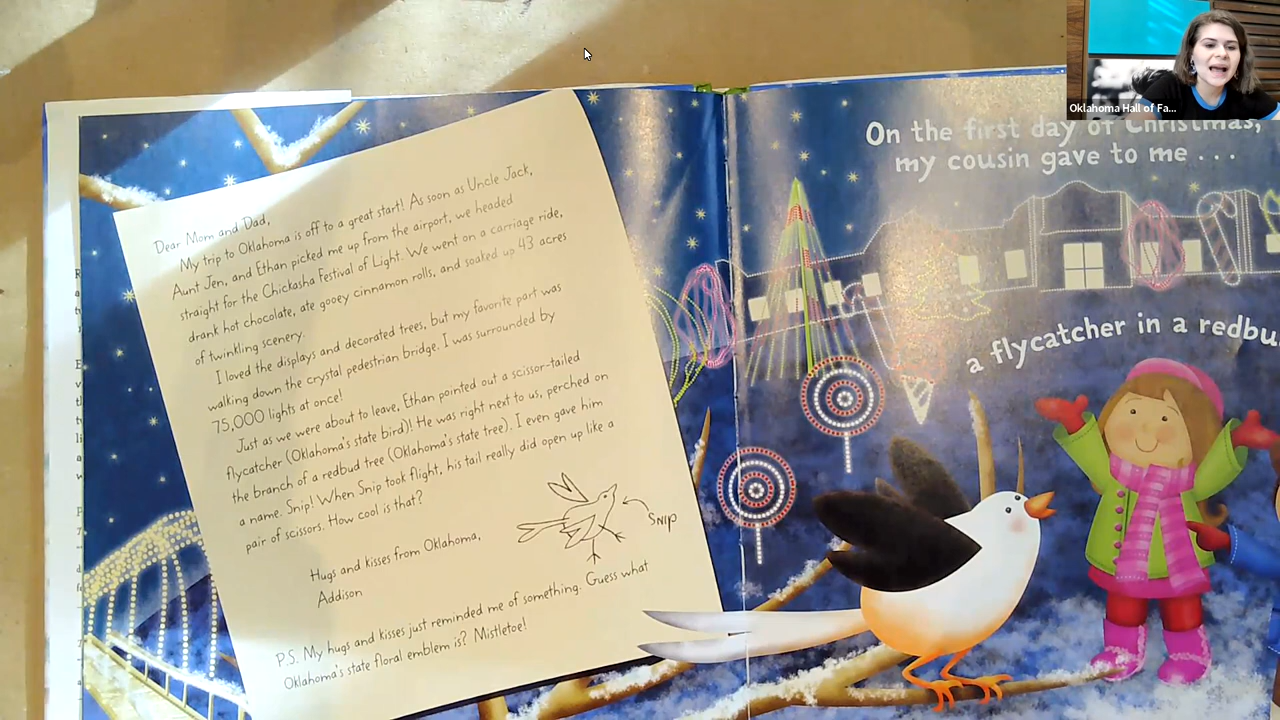 Dear Mom and Dad,
My trip to Oklahoma is off to a great start! As soon as Uncle Jack,
Aunt Jen, and Ethan picked me up from the airport, we headed
straight for the Chickasha Festival of Light. We went on a carriage ride,
drank hot chocolate, ate gooey cinnamon rolls, and soaked up 43 acres
of twinkling scenery.
I loved the displays and decorated trees, but my favorite part was
walking down the crystal pedestrian bridge. I was surrounded by
75,000 lights at once!
Just as we were about to leave, Ethan pointed out a scissor-tailed
flycatcher (Oklahoma's state bird)! He was right next to us, perched on
the branch of a redbud tree (Oklahoma's state tree). I even gave him
a name. Snip! When Snip took flight, his tail really did open up like a
pair of scissors. How cool is that?
SNIP
Hugs and kisses from Oklahoma,
Addison
P.S. My hugs and kisses just reminded me of something. Guess what
Oklahoma's state floral emblem is? Mistletoe!
On the first day of Christmas,
my cousin gave to me . . .
a flycatcher in a redbu
Oklahoma Hall of Fa...